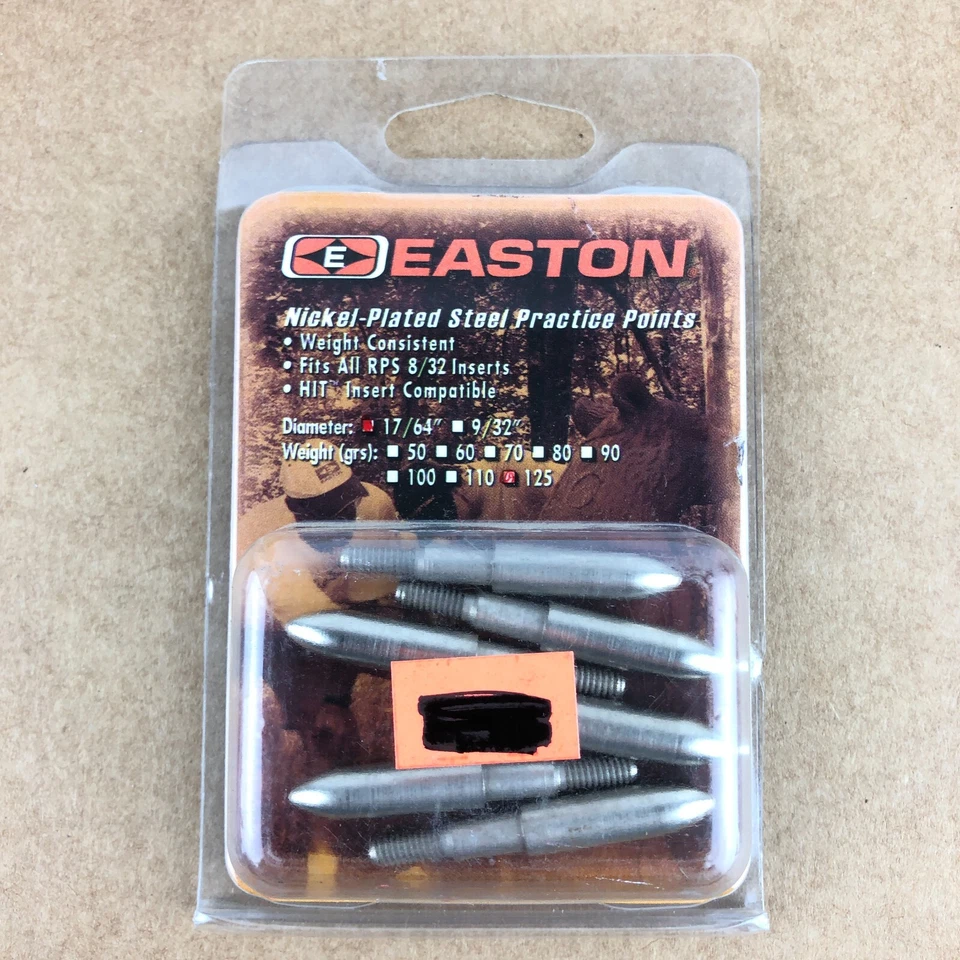 E EASTON
Nickel-Plated Steel Practice Points
• Weight Consistent
• Fits All RPS 8/32 Inserts
• HIT™ Insert Compatible
Diameter: 17/64" 9/32"
Weight (grs): 50 60 70 80 90
100 110 125